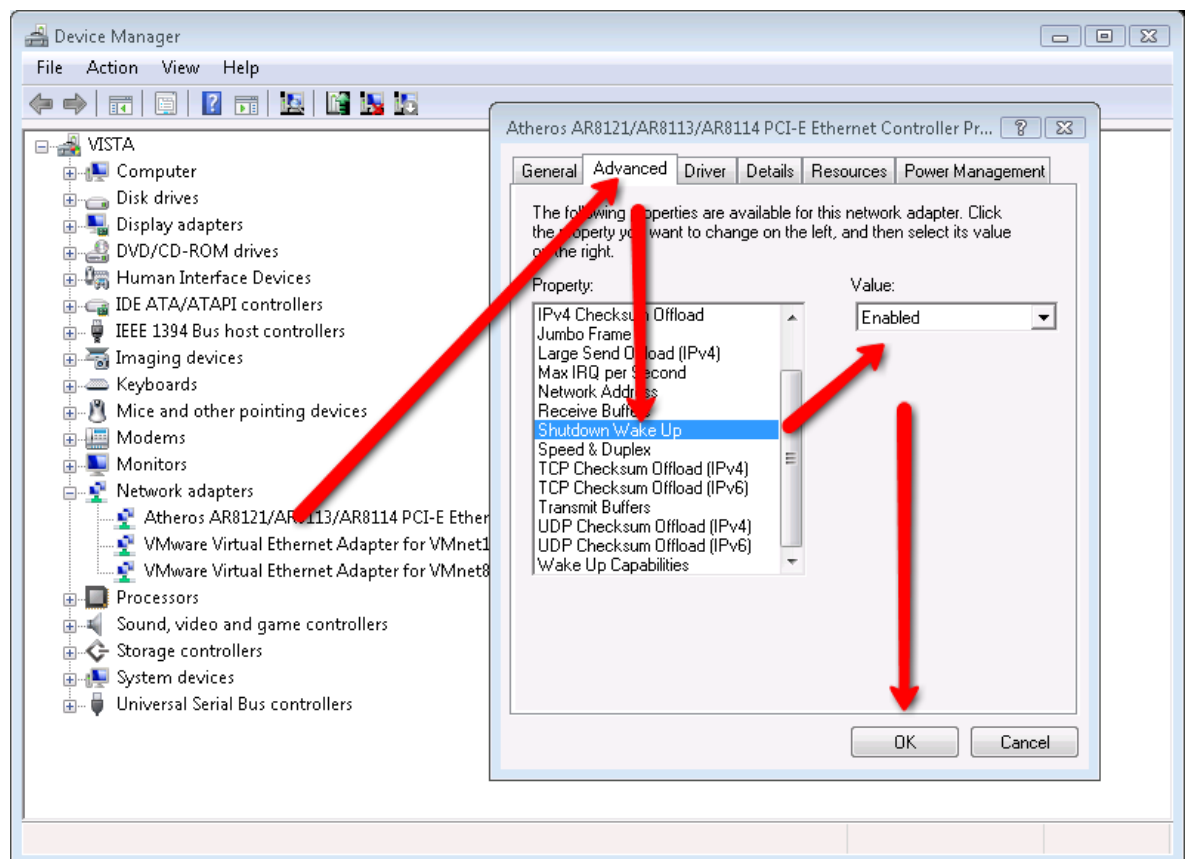 Device Manager
File Action View Help
VISTA
Computer
Disk drives
Display adapters
DVD/CD-ROM drives
Human Interface Devices
IDE ATA/ATAPI controllers
IEEE 1394 Bus host controllers
Imaging devices
Keyboards
Mice and other pointing devices
Modems
Monitors
Network adapters
Atheros AR8121/AR8113/AR8114 PCI-E Ether
VMware Virtual Ethernet Adapter for VMnet1
VMware Virtual Ethernet Adapter for VMnet8
Processors
Sound, video and game controllers
Storage controllers
System devices
Universal Serial Bus controllers
Atheros AR8121/AR8113/AR8114 PCI-E Ethernet Controller Pr...
General Advanced Driver Details Resources Power Management
The following properties are available for this network adapter. Click
the property you want to change on the left, and then select its value
on the right.
Property:
IPv4 Checksum Offload
Jumbo Frame
Large Send Offload (IPv4)
Max IRQ per Second
Network Address
Receive Buffers
Shutdown Wake Up
Speed & Duplex
TCP Checksum Offload (IPv4)
TCP Checksum Offload (IPv6)
Transmit Buffers
UDP Checksum Offload (IPv4)
UDP Checksum Offload (IPv6)
Wake Up Capabilities
Value:
Enabled
OK Cancel